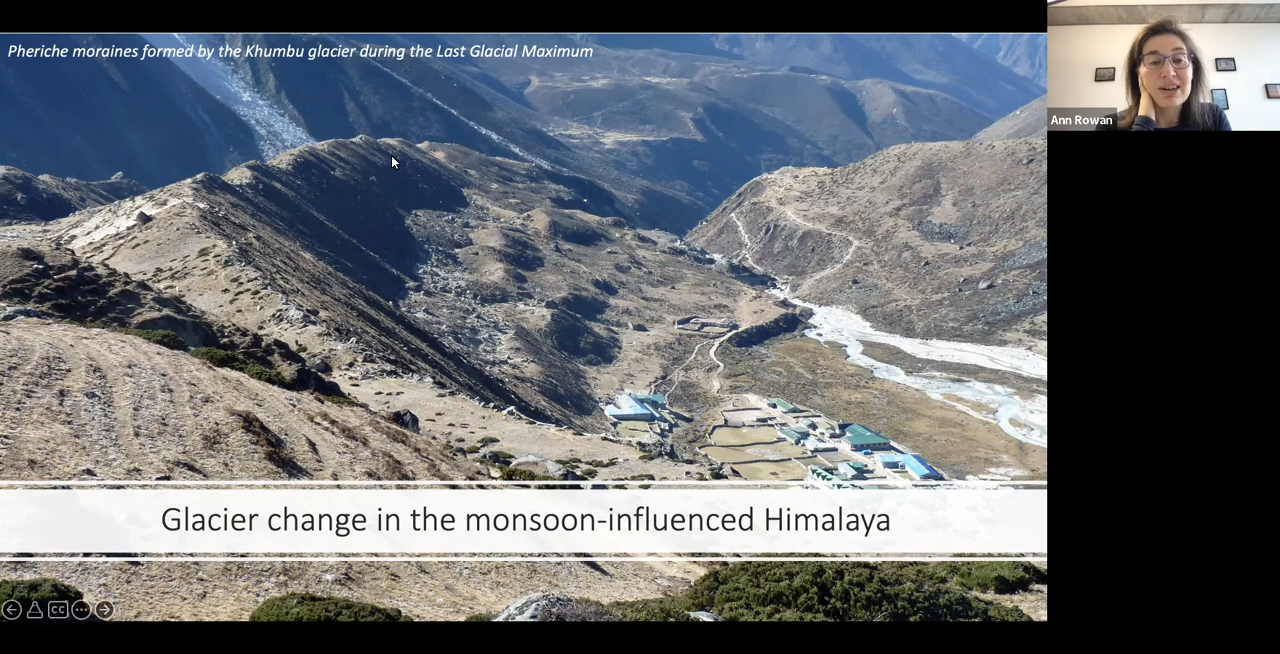 Pheriche moraines formed by the Khumbu glacier during the Last Glacial Maximum
Ann Rowan
Glacier change in the monsoon-influenced Himalaya
CC